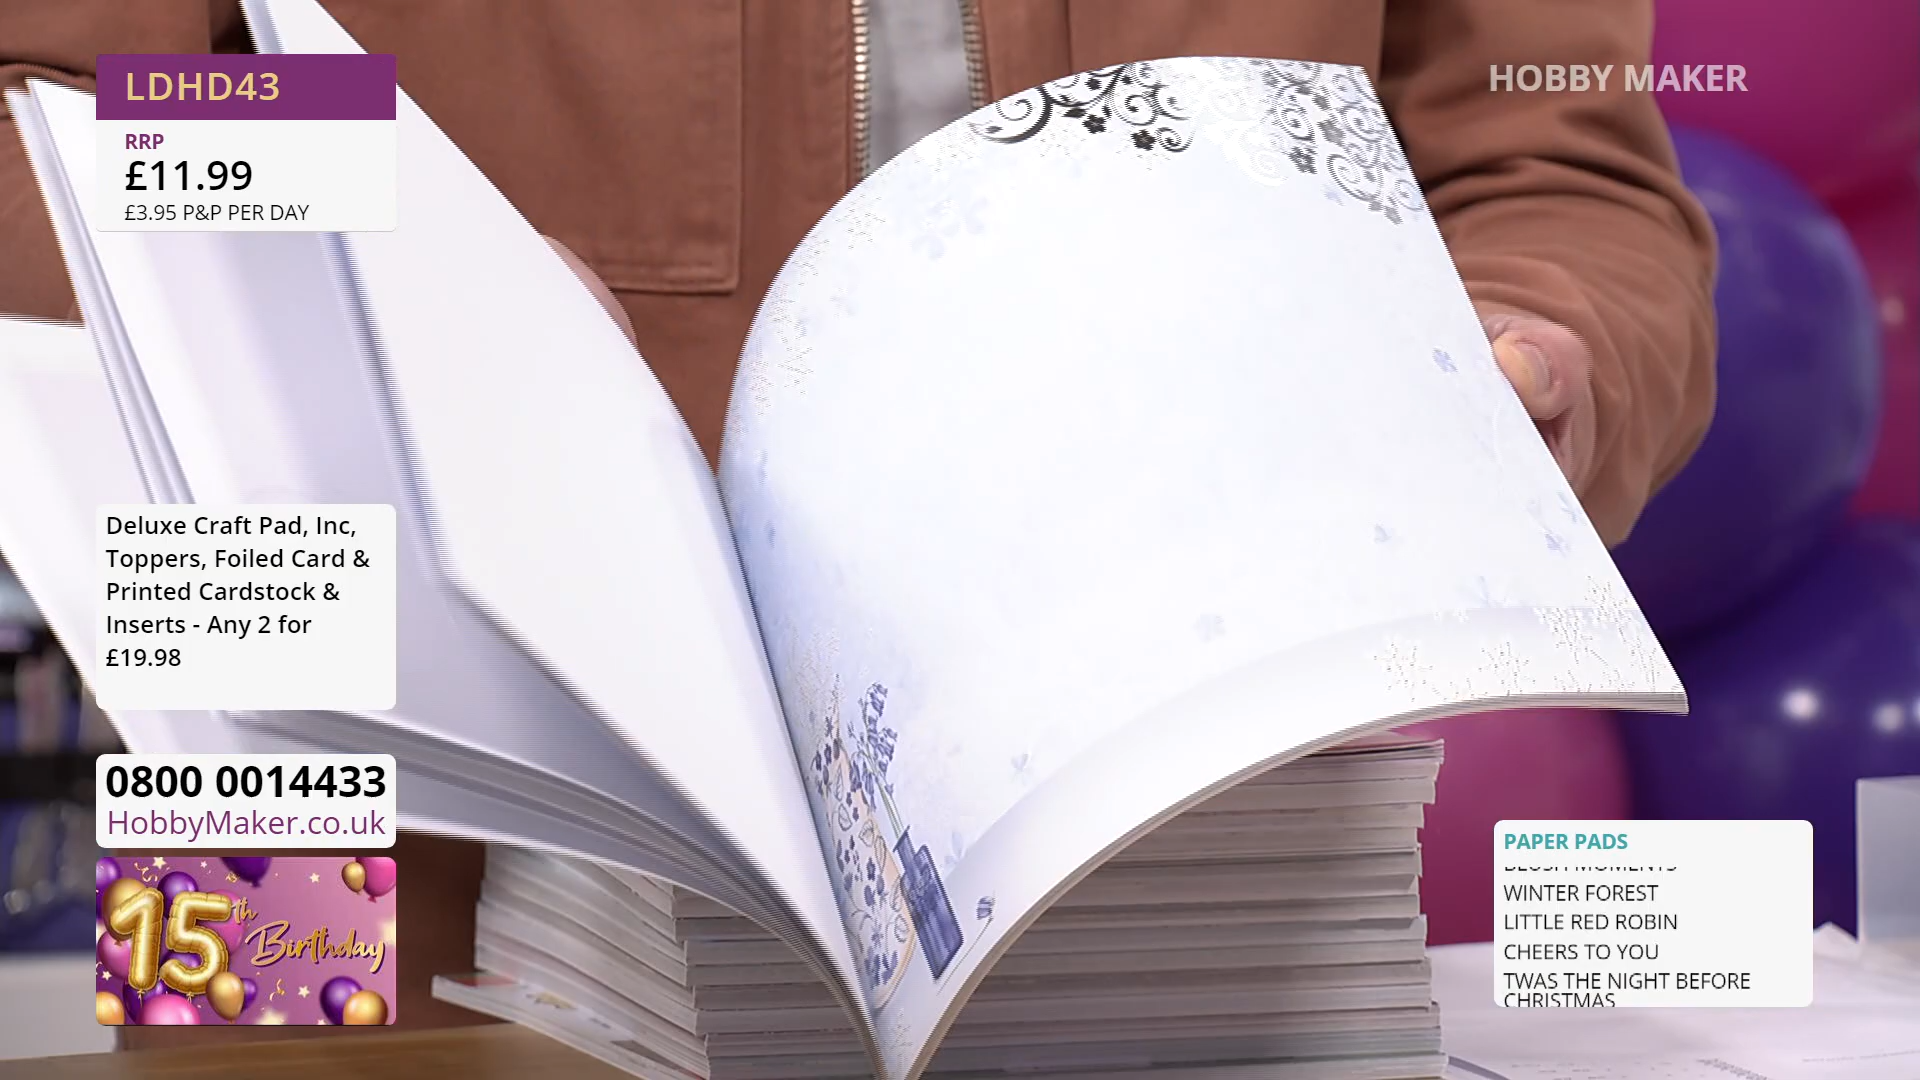 LDHD43
RRP
£11.99
£3.95 P&P PER DAY
HOBBY MAKER
Deluxe Craft Pad, Inc,
Toppers, Foiled Card &
Printed Cardstock &
Inserts - Any 2 for
£19.98
0800 0014433
HobbyMaker.co.uk
15th
Birthday
PAPER PADS
BLUSH MOMENTS
WINTER FOREST
LITTLE RED ROBIN
CHEERS TO YOU
TWAS THE NIGHT BEFORE
CHRISTMAS